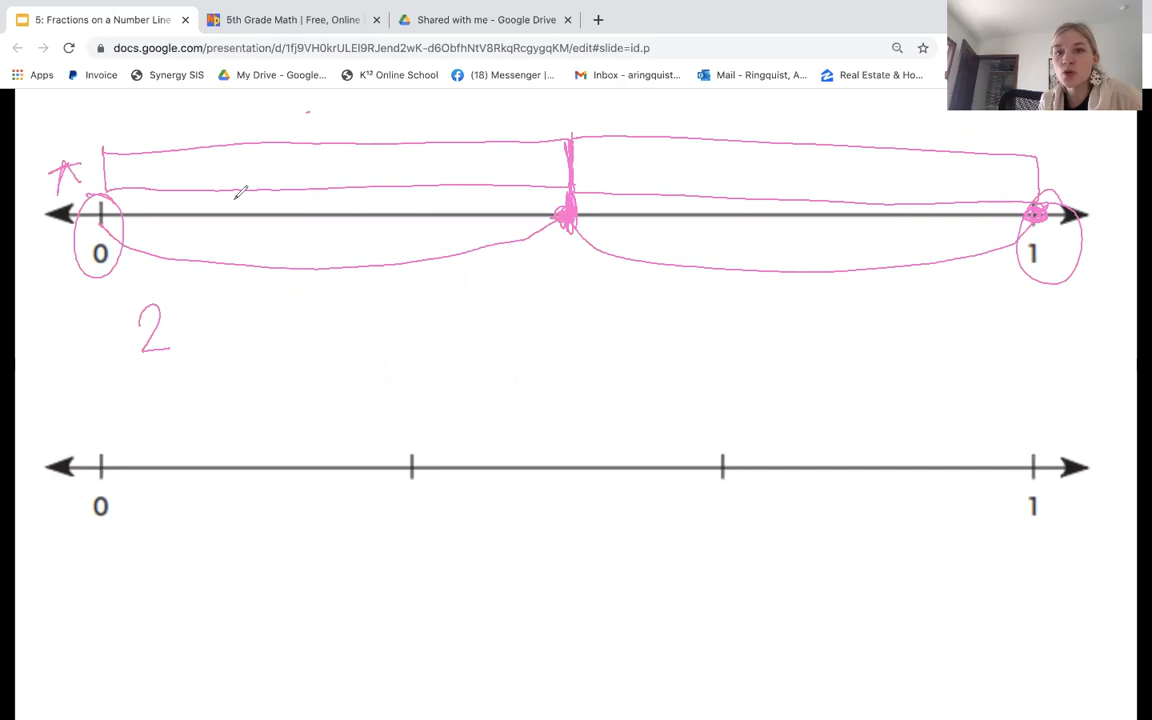 5: Fractions on a Number Line
5th Grade Math | Free, Online
Shared with me - Google Drive
docs.google.com/presentation/d/1fj9VH0krULEl9RJend2wK-d6ObfhNtV8RkqRcgygqKM/edit#slide=id.p
Apps Invoice Synergy SIS My Drive - Google... K¹² Online School (18) Messenger |... Inbox - aringquist... Mail - Ringquist, A... Real Estate & Ho...
0 1
2
0 1